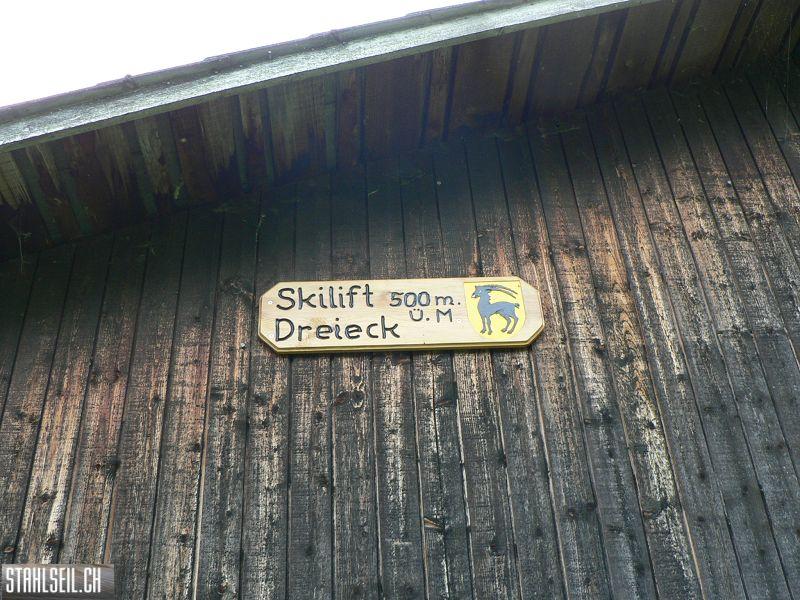 Skilift 500 m.
Dreieck Ü. M
STAHLSEIL.CH